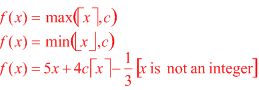 f(x) = max(⌈x⌉,c)
f(x) = min(⌊x⌋,c)
f(x) = 5x + 4c⌈x⌉ − 1/3 [x is not an integer]